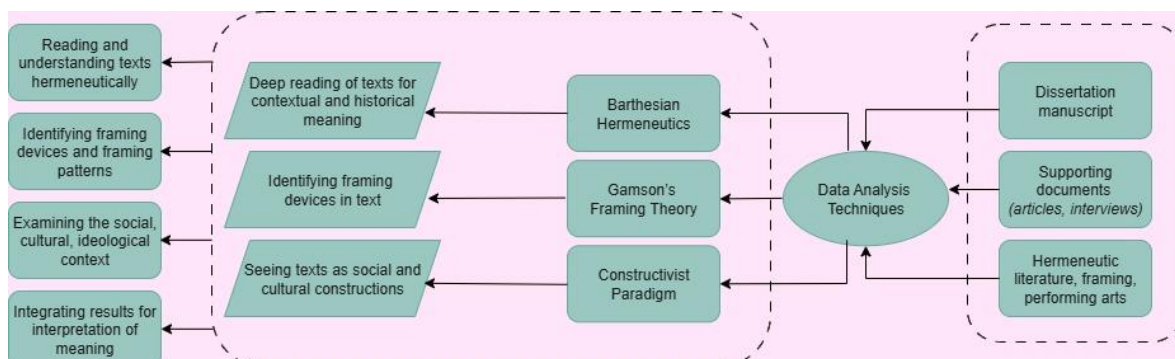 Reading and
understanding texts
hermeneutically
Identifying framing
devices and framing
patterns
Examining the social,
cultural, ideological
context
Integrating results for
interpretation of
meaning
Deep reading of texts for
contextual and historical
meaning
Identifying framing
devices in text
Seeing texts as social and
cultural constructions
Barthesian
Hermeneutics
Gamson's
Framing Theory
Constructivist
Paradigm
Data Analysis
Techniques
Dissertation
manuscript
Supporting
documents
(articles, interviews)
Hermeneutic
literature, framing,
performing arts